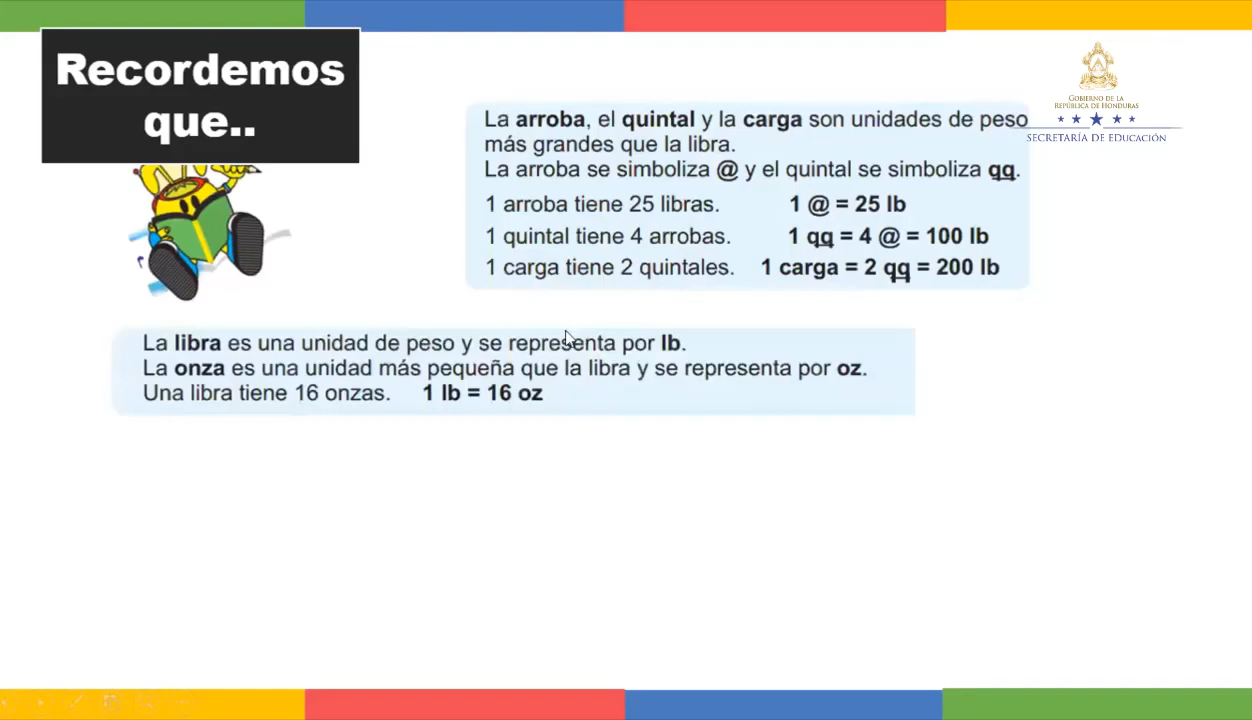 Recordemos
que..
GOBIERNO DE LA
REPÚBLICA DE HONDURAS
SECRETARÍA DE EDUCACIÓN
La arroba, el quintal y la carga son unidades de peso
más grandes que la libra.
La arroba se simboliza @ y el quintal se simboliza qq.
1 arroba tiene 25 libras. 1 @ = 25 lb
1 quintal tiene 4 arrobas. 1 qq = 4 @ = 100 lb
1 carga tiene 2 quintales. 1 carga = 2 qq = 200 lb
La libra es una unidad de peso y se representa por lb.
La onza es una unidad más pequeña que la libra y se representa por oz.
Una libra tiene 16 onzas. 1 lb = 16 oz